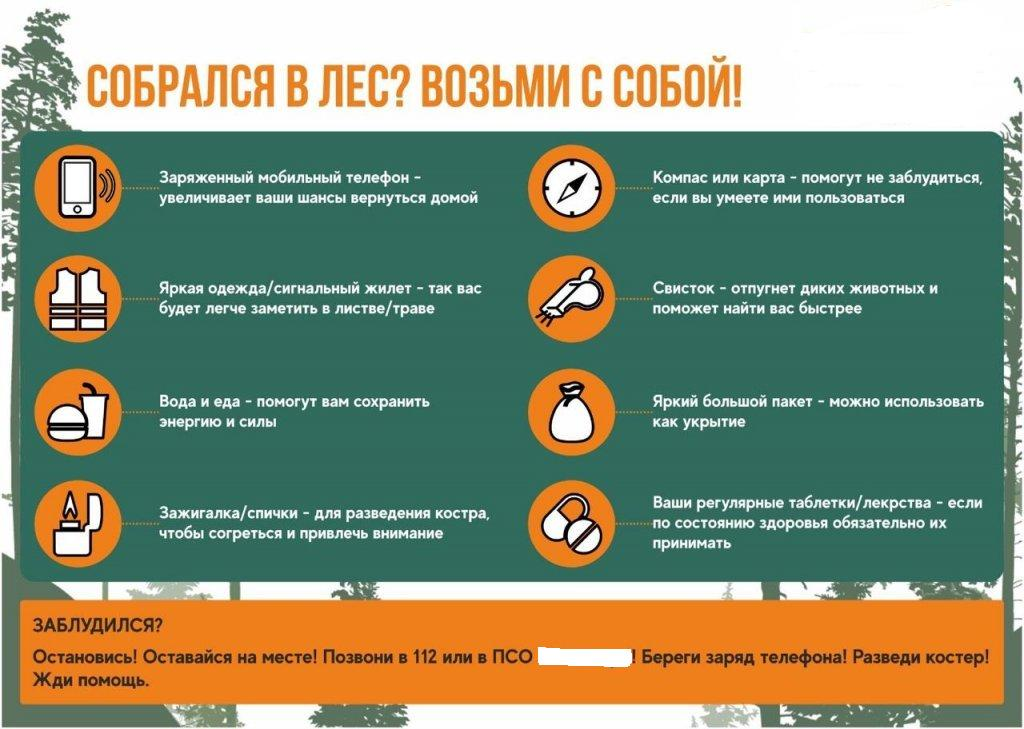 СОБРАЛСЯ В ЛЕС? ВОЗЬМИ С СОБОЙ!
Заряженный мобильный телефон -
увеличивает ваши шансы вернуться домой
Компас или карта - помогут не заблудиться,
если вы умеете ими пользоваться
Яркая одежда/сигнальный жилет - так вас
будет легче заметить в листве/траве
Свисток - отпугнет диких животных и
поможет найти вас быстрее
Вода и еда - помогут вам сохранить
энергию и силы
Яркий большой пакет - можно использовать
как укрытие
Зажигалка/спички - для разведения костра,
чтобы согреться и привлечь внимание
Ваши регулярные таблетки/лекрства - если
по состоянию здоровья обязательно их
принимать
ЗАБЛУДИЛСЯ?
Остановись! Оставайся на месте! Позвони в 112 или в ПСО ! Береги заряд телефона! Разведи костер!
Жди помощь.